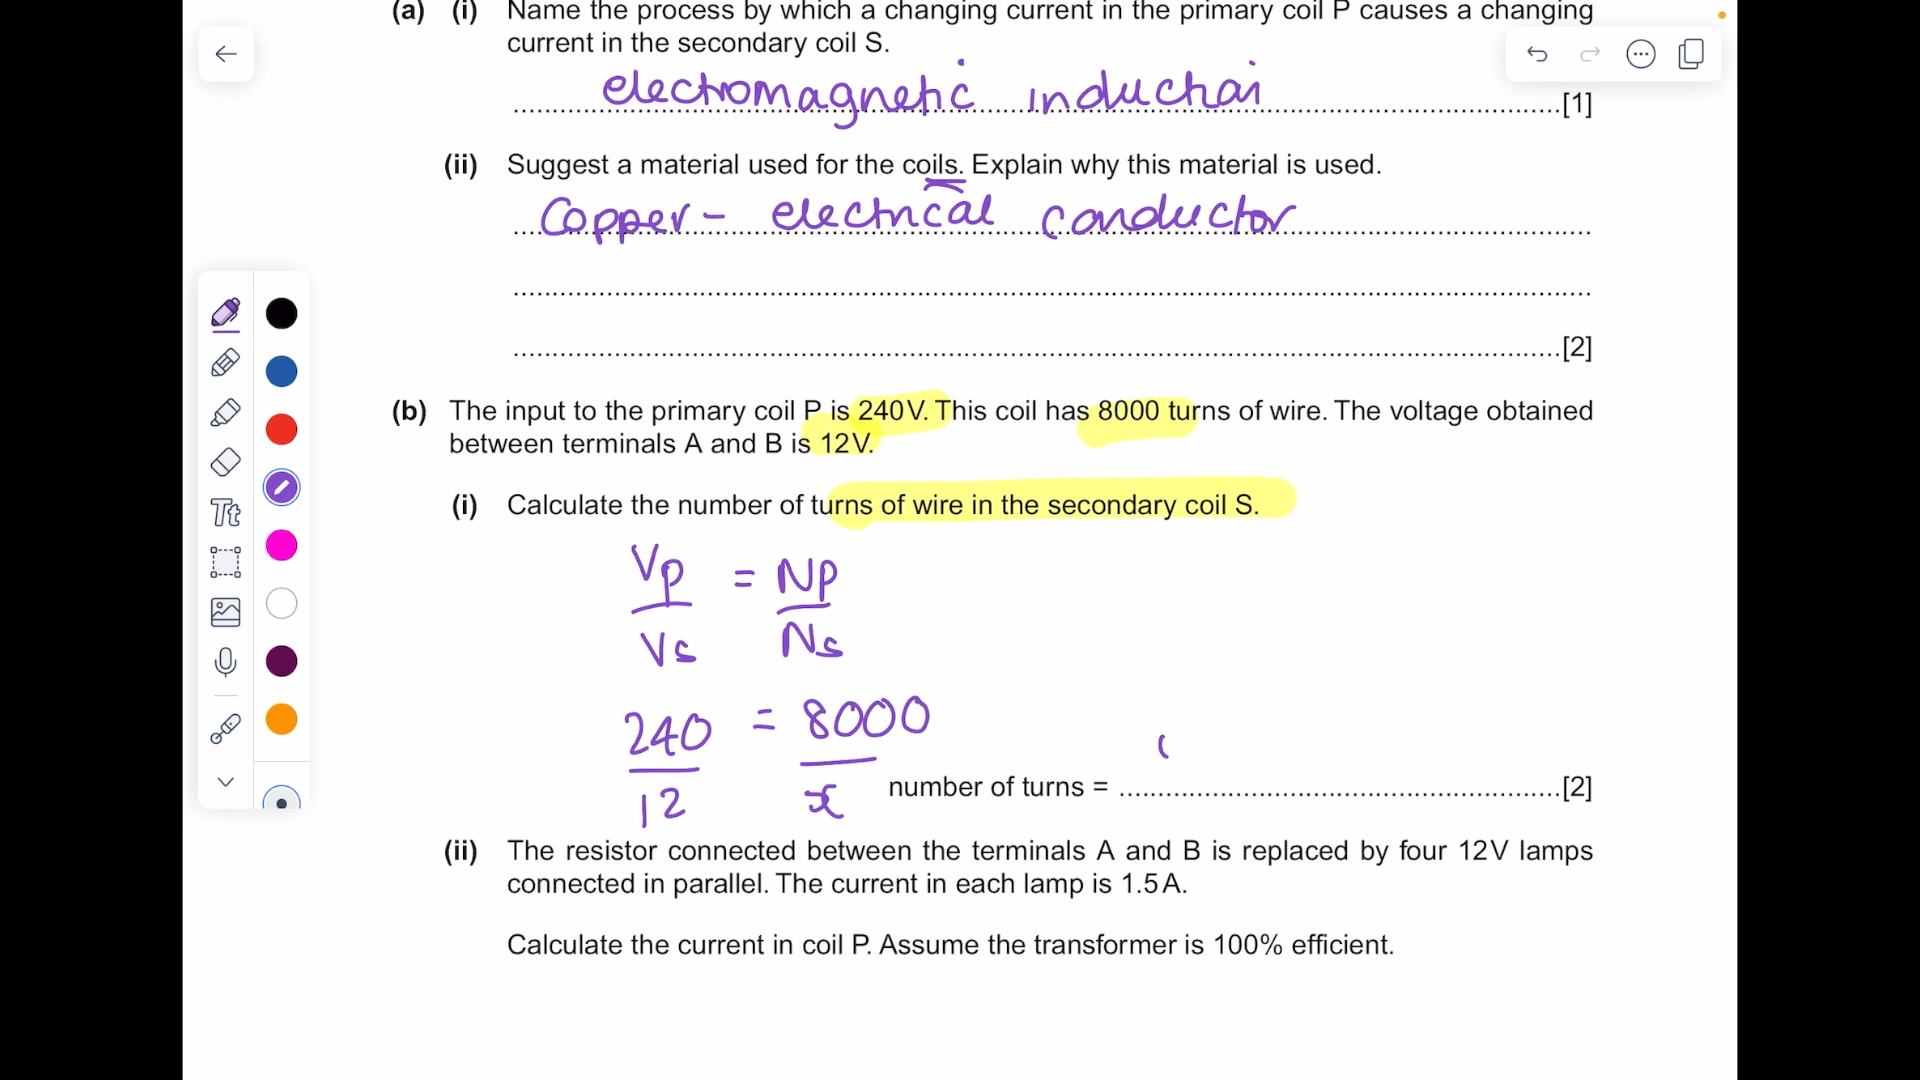 (a) (i) Name the process by which a changing current in the primary coil P causes a changing
current in the secondary coil S.
electromagnetic induction
[1]
(ii) Suggest a material used for the coils. Explain why this material is used.
Copper - electrical conductor
[2]
(b) The input to the primary coil P is 240V. This coil has 8000 turns of wire. The voltage obtained
between terminals A and B is 12V.
(i) Calculate the number of turns of wire in the secondary coil S.
Vp = Np
Vs Ns
240 = 8000
12 x
number of turns = [2]
(ii) The resistor connected between the terminals A and B is replaced by four 12V lamps
connected in parallel. The current in each lamp is 1.5A.
Calculate the current in coil P. Assume the transformer is 100% efficient.
Tt